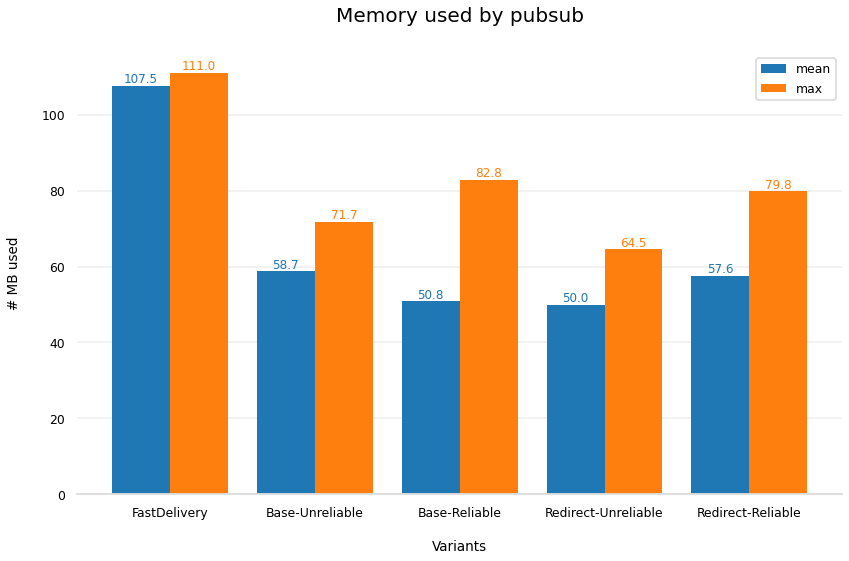 Memory used by pubsub
mean
max
107.5
111.0
58.7
71.7
50.8
82.8
50.0
64.5
57.6
79.8
100
80
60
40
20
0
# MB used
FastDelivery
Base-Unreliable
Base-Reliable
Redirect-Unreliable
Redirect-Reliable
Variants